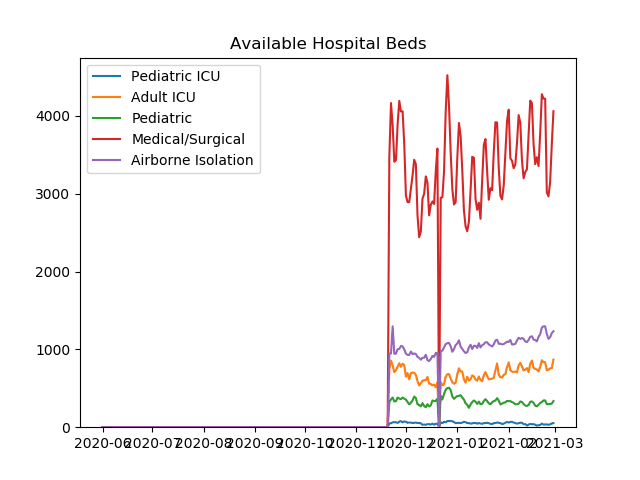 Available Hospital Beds
Pediatric ICU
Adult ICU
Pediatric
Medical/Surgical
Airborne Isolation
4000
3000
2000
1000
0
2020-06 2020-07 2020-08 2020-09 2020-10 2020-11 2020-12 2021-01 2021-02 2021-03